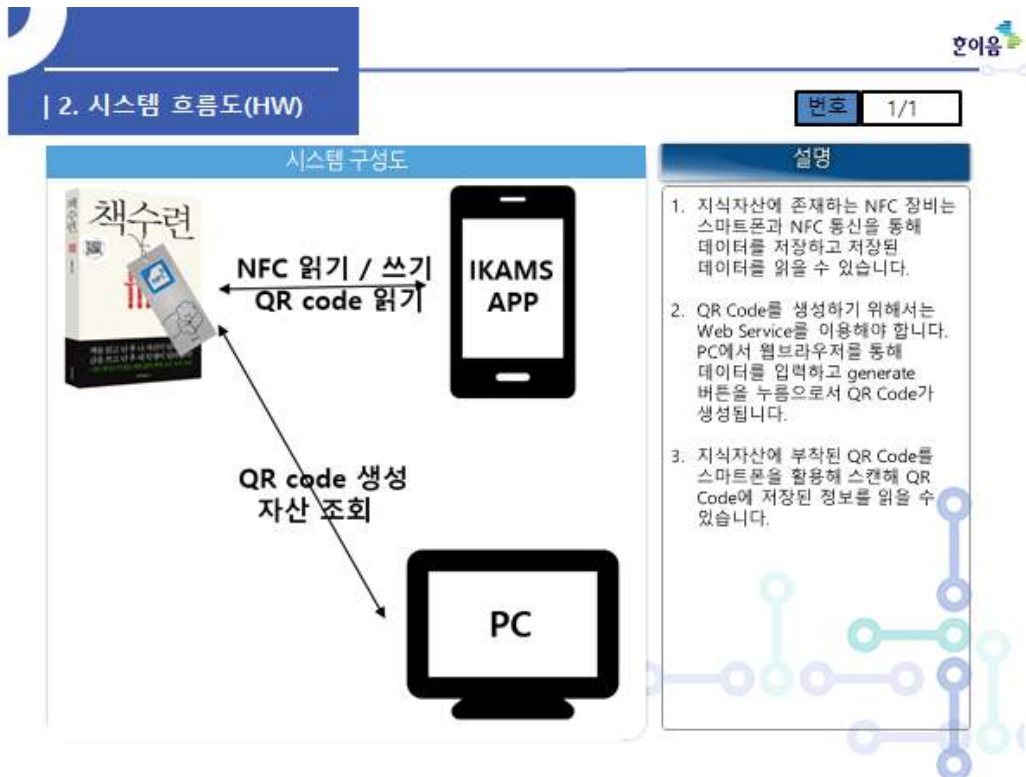 한이음
| 2. 시스템 흐름도(HW)
번호 1/1
시스템 구성도
책수련
책수련
NFC 읽기 / 쓰기
QR code 읽기
IKAMS
APP
QR code 생성
자산 조회
PC
설명
1. 지식자산에 존재하는 NFC 장비는
스마트폰과 NFC 통신을 통해
데이터를 저장하고 저장된
데이터를 읽을 수 있습니다.
2. QR Code를 생성하기 위해서는
Web Service를 이용해야 합니다.
PC에서 웹브라우저를 통해
데이터를 입력하고 generate
버튼을 누름으로서 QR Code가
생성됩니다.
3. 지식자산에 부착된 QR Code를
스마트폰을 활용해 스캔해 QR
Code에 저장된 정보를 읽을 수
있습니다.